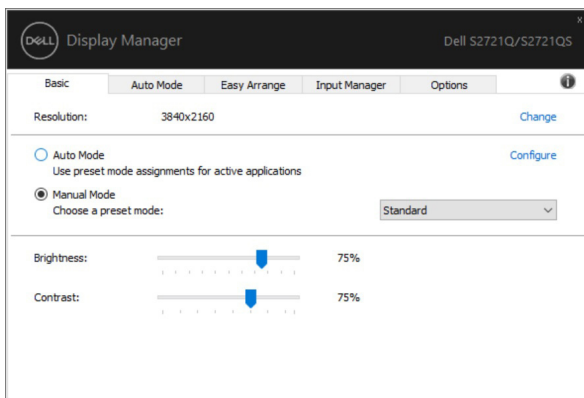 x
DELL Display Manager Dell S2721Q/S2721QS
Basic Auto Mode Easy Arrange Input Manager Options
Resolution: 3840x2160 Change
Auto Mode Configure
Use preset mode assignments for active applications
Manual Mode
Choose a preset mode: Standard
Brightness: 75%
Contrast: 75%